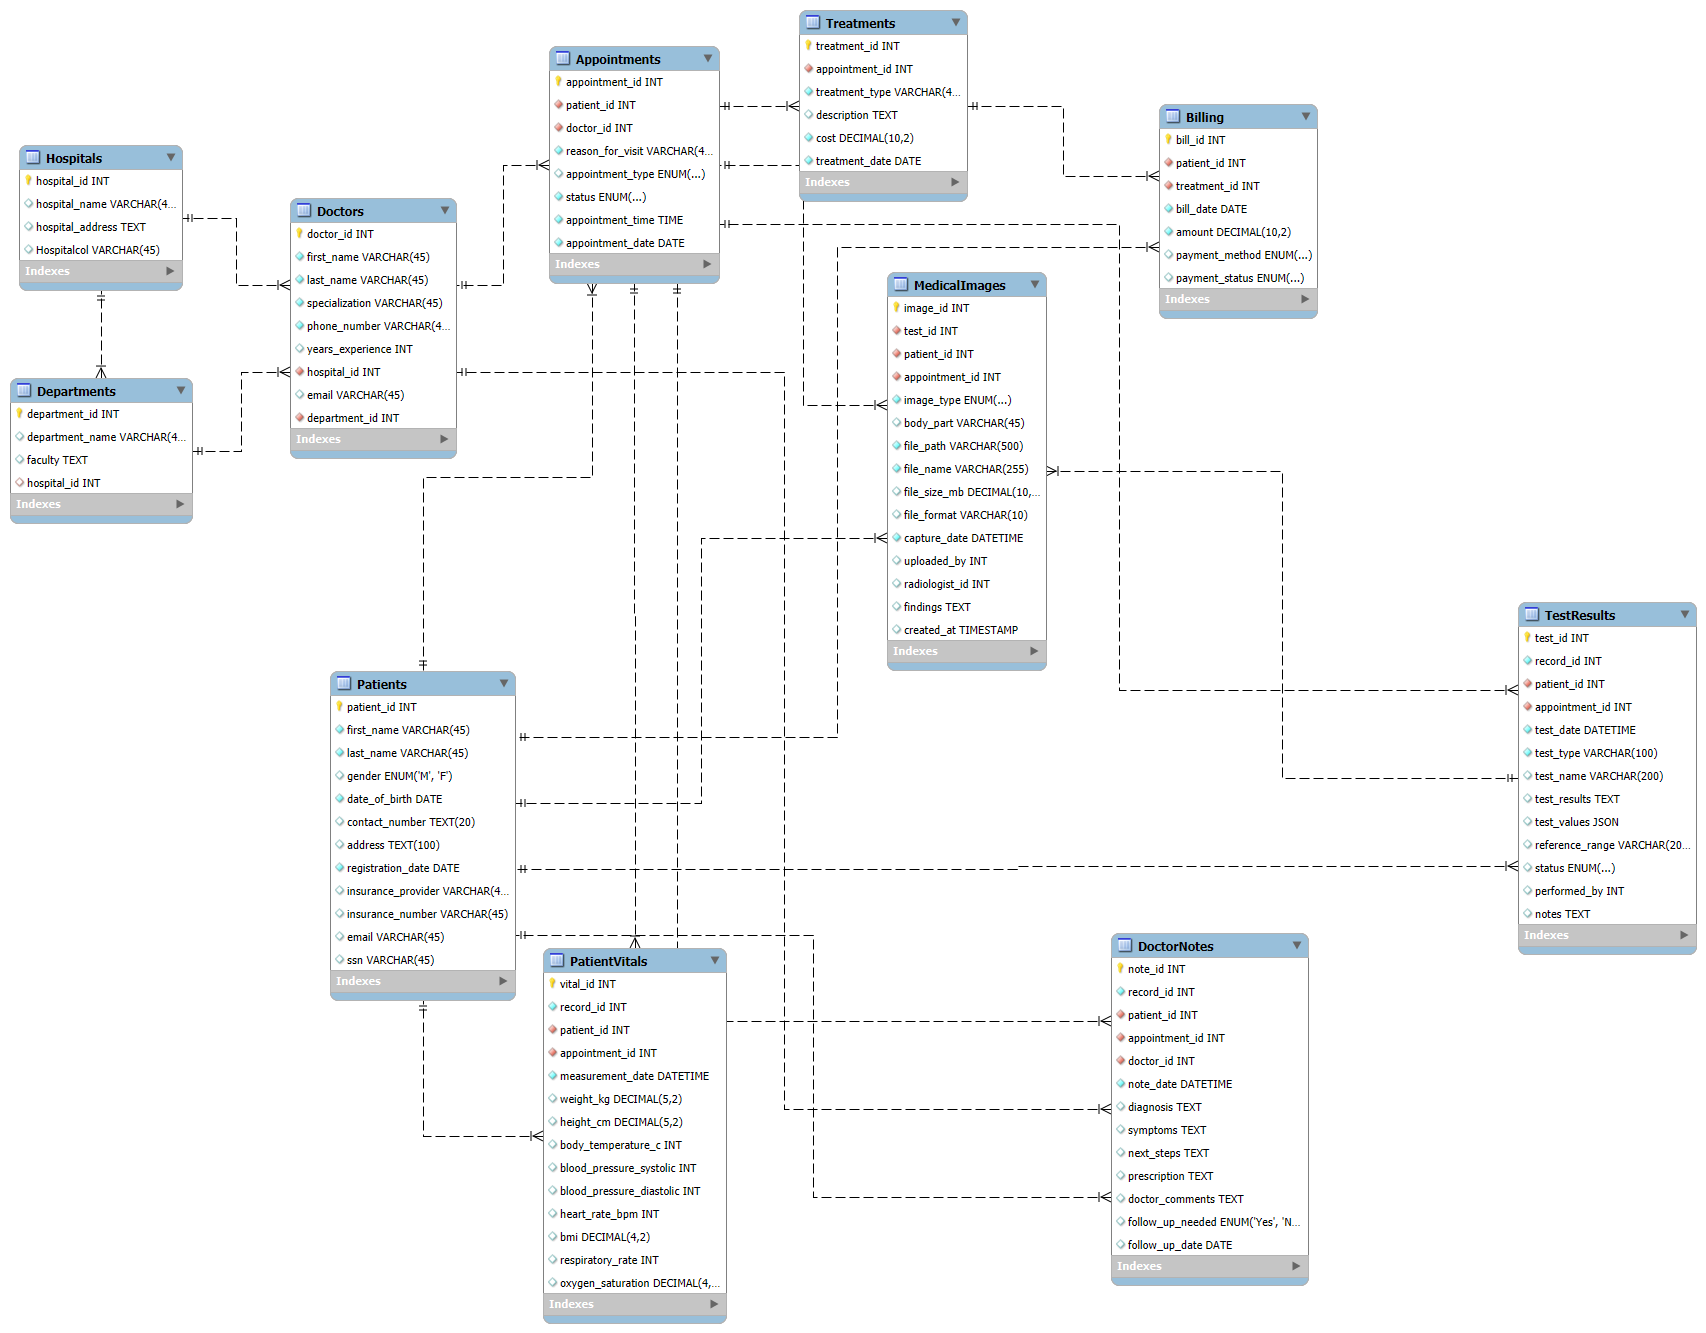 Treatments
treatment_id INT
appointment_id INT
treatment_type VARCHAR(4...
description TEXT
cost DECIMAL(10,2)
treatment_date DATE
Indexes
Appointments
appointment_id INT
patient_id INT
doctor_id INT
reason_for_visit VARCHAR(4...
appointment_type ENUM(...)
status ENUM(...)
appointment_time TIME
appointment_date DATE
Indexes
Billing
bill_id INT
patient_id INT
treatment_id INT
bill_date DATE
amount DECIMAL(10,2)
payment_method ENUM(...)
payment_status ENUM(...)
Indexes
Hospitals
hospital_id INT
hospital_name VARCHAR(4...
hospital_address TEXT
Hospitalcol VARCHAR(45)
Indexes
Doctors
doctor_id INT
first_name VARCHAR(45)
last_name VARCHAR(45)
specialization VARCHAR(45)
phone_number VARCHAR(4...
years_experience INT
hospital_id INT
email VARCHAR(45)
department_id INT
Indexes
MedicalImages
image_id INT
test_id INT
patient_id INT
appointment_id INT
image_type ENUM(...)
body_part VARCHAR(45)
file_path VARCHAR(500)
file_name VARCHAR(255)
file_size_mb DECIMAL(10,...
file_format VARCHAR(10)
capture_date DATETIME
uploaded_by INT
radiologist_id INT
findings TEXT
created_at TIMESTAMP
Indexes
Departments
department_id INT
department_name VARCHAR(4...
faculty TEXT
hospital_id INT
Indexes
TestResults
test_id INT
record_id INT
patient_id INT
appointment_id INT
test_date DATETIME
test_type VARCHAR(100)
test_name VARCHAR(200)
test_results TEXT
test_values JSON
reference_range VARCHAR(20...
status ENUM(...)
performed_by INT
notes TEXT
Indexes
Patients
patient_id INT
first_name VARCHAR(45)
last_name VARCHAR(45)
gender ENUM('M', 'F')
date_of_birth DATE
contact_number TEXT(20)
address TEXT(100)
registration_date DATE
insurance_provider VARCHAR(4...
insurance_number VARCHAR(45)
email VARCHAR(45)
ssn VARCHAR(45)
Indexes
PatientVitals
vital_id INT
record_id INT
patient_id INT
appointment_id INT
measurement_date DATETIME
weight_kg DECIMAL(5,2)
height_cm DECIMAL(5,2)
body_temperature_c INT
blood_pressure_systolic INT
blood_pressure_diastolic INT
heart_rate_bpm INT
bmi DECIMAL(4,2)
respiratory_rate INT
oxygen_saturation DECIMAL(4,...
Indexes
DoctorNotes
note_id INT
record_id INT
patient_id INT
appointment_id INT
doctor_id INT
note_date DATETIME
diagnosis TEXT
symptoms TEXT
next_steps TEXT
prescription TEXT
doctor_comments TEXT
follow_up_needed ENUM('Yes', 'N...
follow_up_date DATE
Indexes